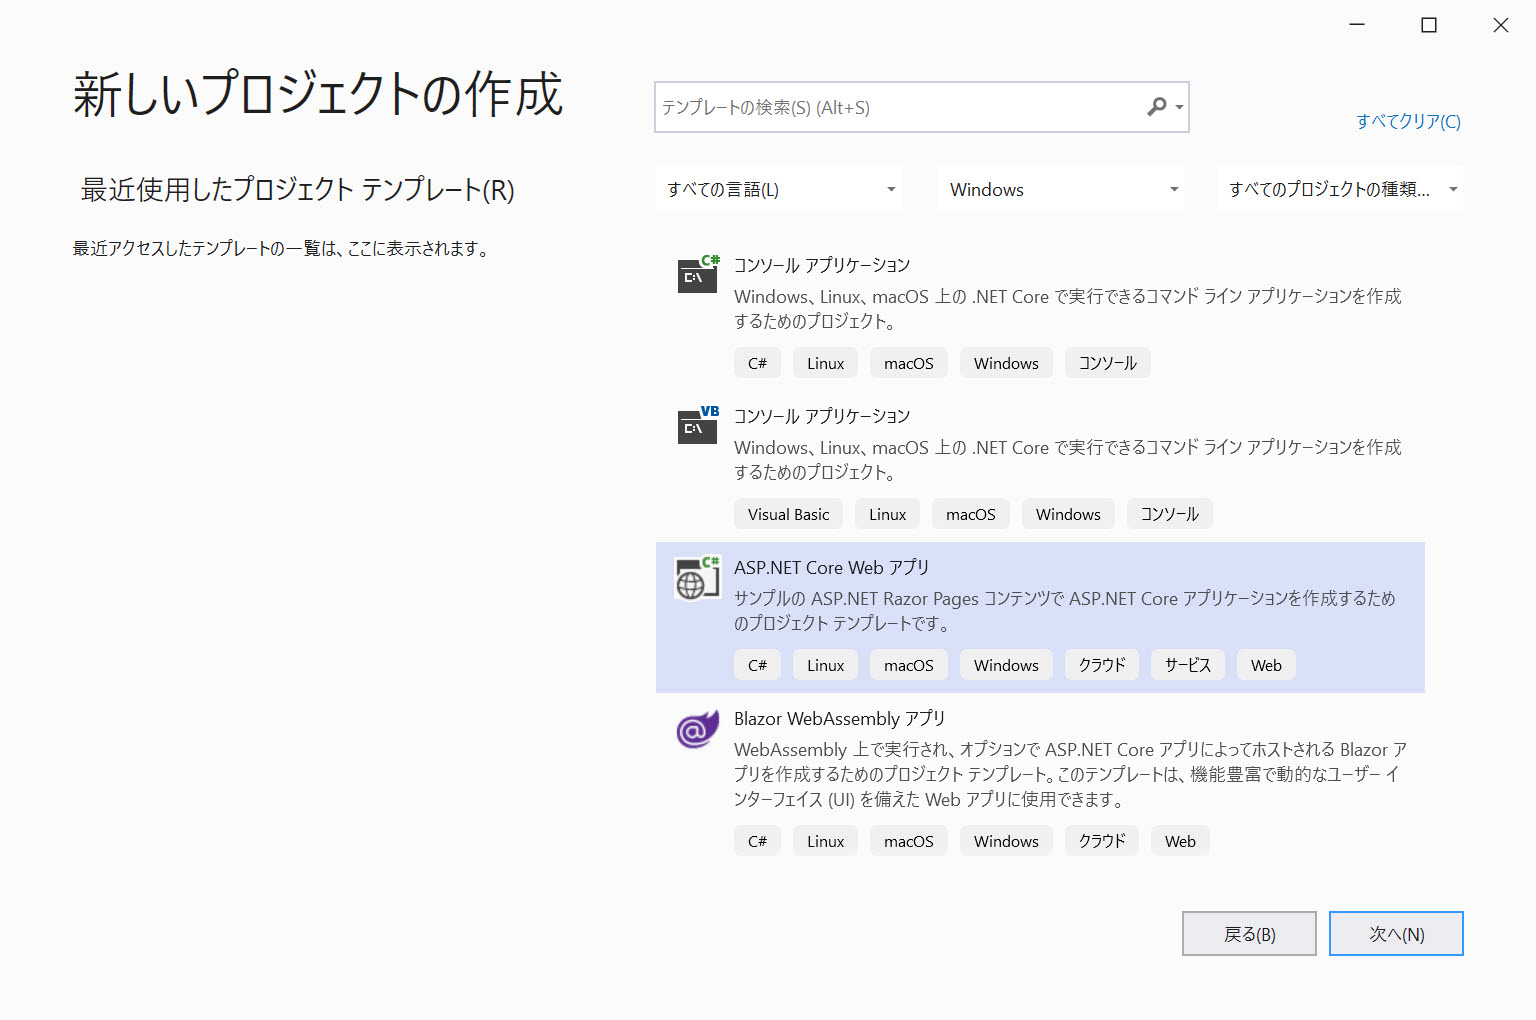 新しいプロジェクトの作成
テンプレートの検索(S) (Alt+S)
すべてクリア(C)
最近使用したプロジェクト テンプレート(R)
すべての言語(L)
Windows
すべてのプロジェクトの種類...
最近アクセスしたテンプレートの一覧は、ここに表示されます。
C#
C:\
コンソール アプリケーション
Windows、Linux、macOS 上の .NET Core で実行できるコマンド ライン アプリケーションを作成
するためのプロジェクト。
C# Linux macOS Windows コンソール
VB
C:\
コンソール アプリケーション
Windows、Linux、macOS 上の .NET Core で実行できるコマンド ライン アプリケーションを作成
するためのプロジェクト。
Visual Basic Linux macOS Windows コンソール
C#
ASP.NET Core Web アプリ
サンプルの ASP.NET Razor Pages コンテンツで ASP.NET Core アプリケーションを作成するため
のプロジェクト テンプレートです。
C# Linux macOS Windows クラウド サービス Web
@
Blazor WebAssembly アプリ
WebAssembly 上で実行され、オプションで ASP.NET Core アプリによってホストされる Blazor ア
プリを作成するためのプロジェクト テンプレート。このテンプレートは、機能豊富で動的なユーザー イ
ンターフェイス (UI) を備えた Web アプリに使用できます。
C# Linux macOS Windows クラウド Web
戻る(B)
次へ(N)